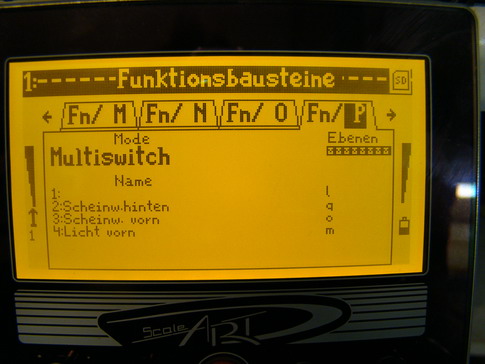 1:------Funktionsbausteine---- SD
← Fn/ M Fn/ N Fn/ O Fn/ P →
Mode Ebenen
Multiswitch ********
Name
1: l
2:Scheinw.hinten q
3:Scheinw. vorn o
4:Licht vorn m
1
Scale ART